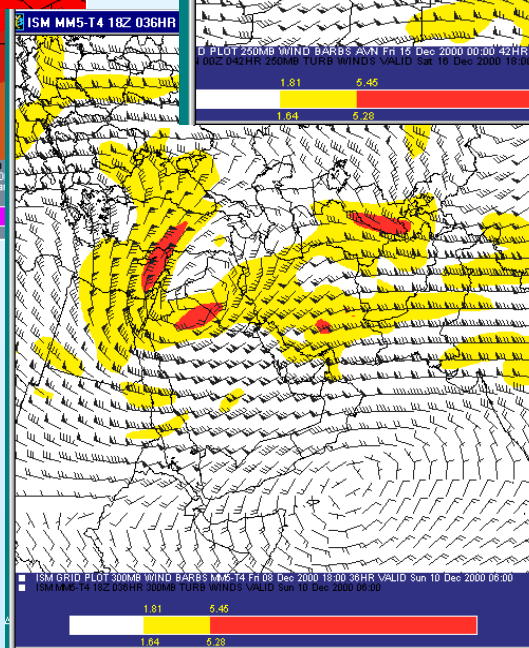 ISM MM5-T4 18Z 036HR
D PLOT 250MB WIND BARBS AVN Fri 15 Dec 2000 00:00 42HR
00Z 042HR 250MB TURB WINDS VALID Sat 16 Dec 2000 18:0
1.81 5.45
1.64 5.28
ISM GRID PLOT 300MB WIND BARBS MM5-T4 Fri 08 Dec 2000 18:00 36HR VALID Sun 10 Dec 2000 06:00
ISM MM5-T4 18Z 036HR 300MB TURB WINDS VALID Sun 10 Dec 2000 06:00
1.81 5.45
1.64 5.28